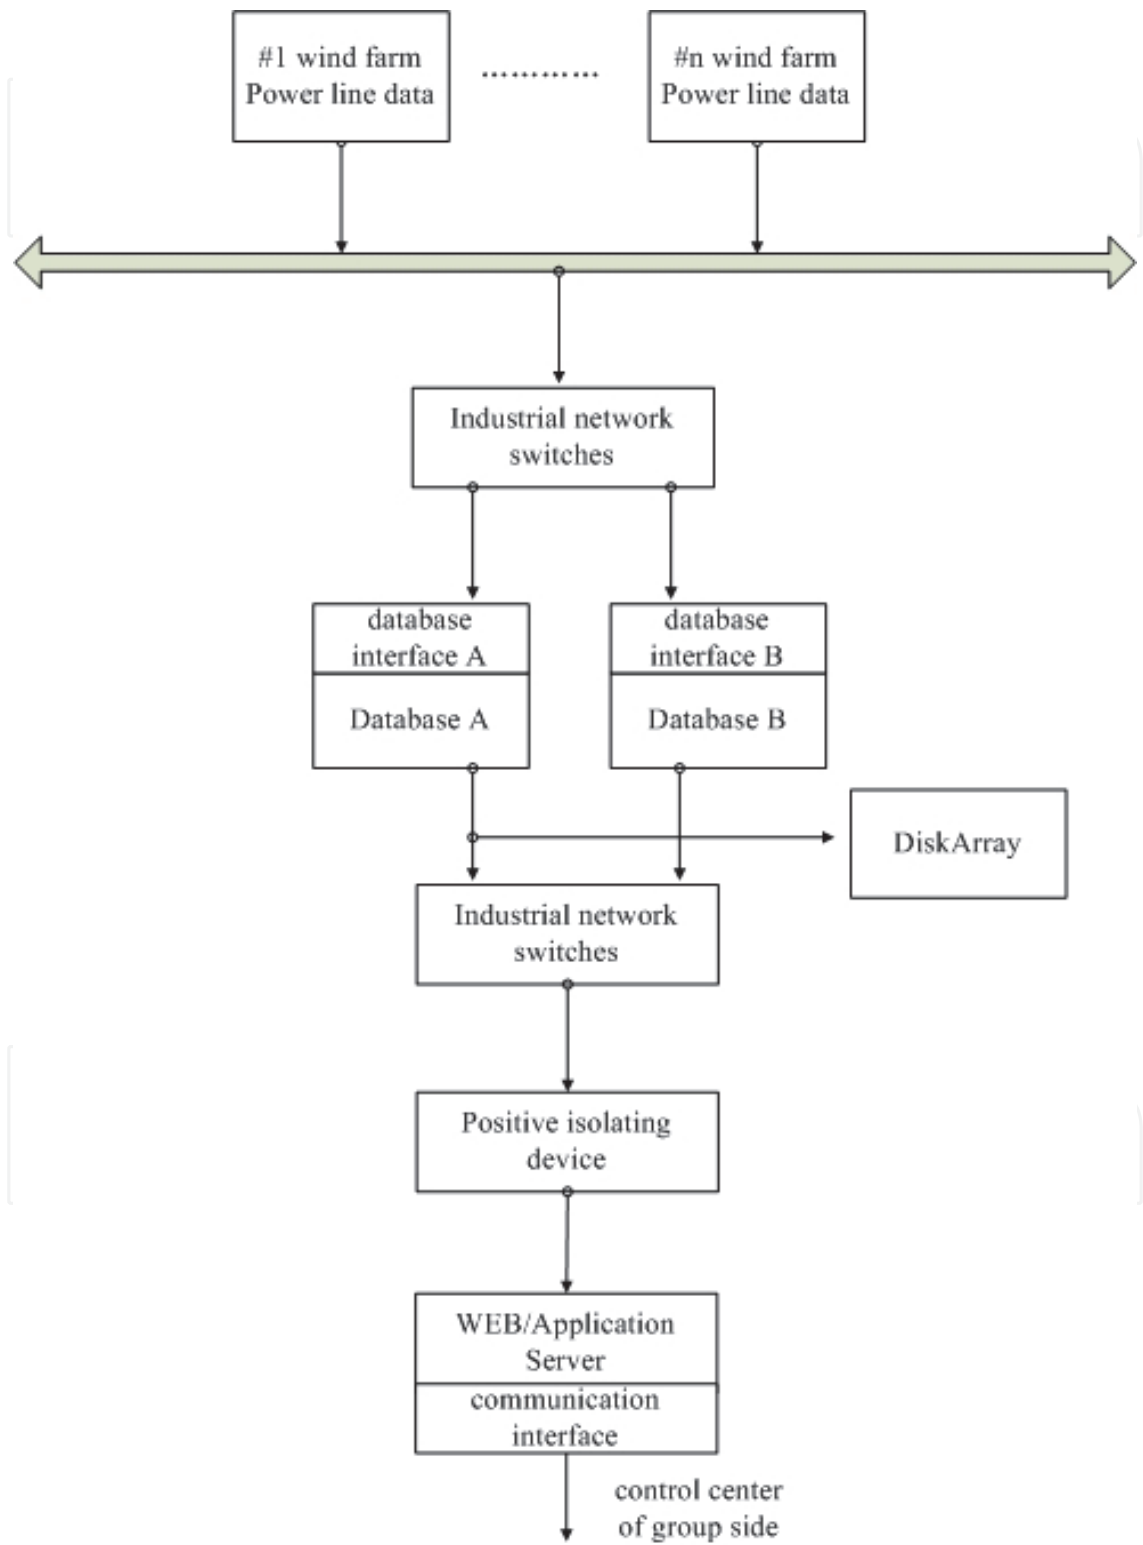 #1 wind farm
Power line data
............
#n wind farm
Power line data
Industrial network
switches
database
interface A
Database A
database
interface B
Database B
DiskArray
Industrial network
switches
Positive isolating
device
WEB/Application
Server
communication
interface
control center
of group side